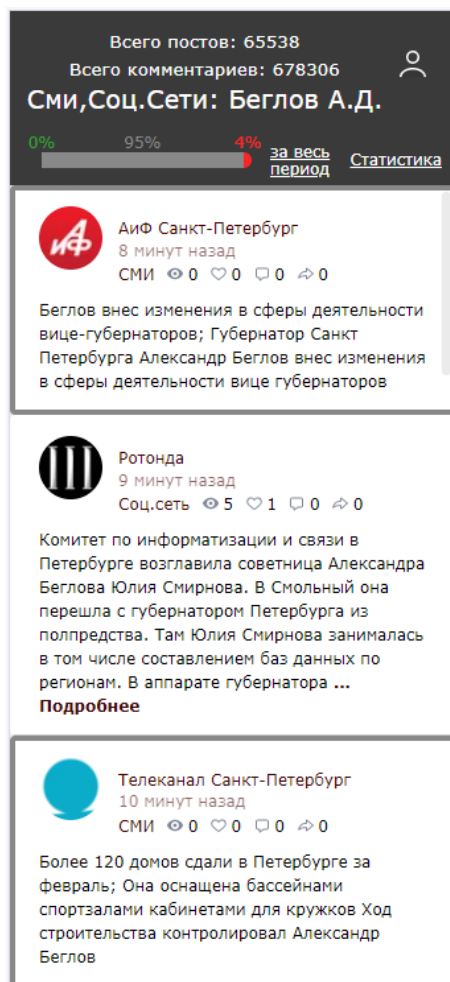 Всего постов: 65538
Всего комментариев: 678306
Сми,Соц.Сети: Беглов А.Д.
0% 95% 4% за весь период Статистика
АиФ
АиФ Санкт-Петербург
8 минут назад
СМИ 0 0 0 0
Беглов внес изменения в сферы деятельности
вице-губернаторов; Губернатор Санкт
Петербурга Александр Беглов внес изменения
в сферы деятельности вице губернаторов
Ротонда
9 минут назад
Соц.сеть 5 1 0 0
Комитет по информатизации и связи в
Петербурге возглавила советница Александра
Беглова Юлия Смирнова. В Смольный она
перешла с губернатором Петербурга из
полпредства. Там Юлия Смирнова занималась
в том числе составлением баз данных по
регионам. В аппарате губернатора ...
Подробнее
Телеканал Санкт-Петербург
10 минут назад
СМИ 0 0 0 0
Более 120 домов сдали в Петербурге за
февраль; Она оснащена бассейнами
спортзалами кабинетами для кружков Ход
строительства контролировал Александр
Беглов